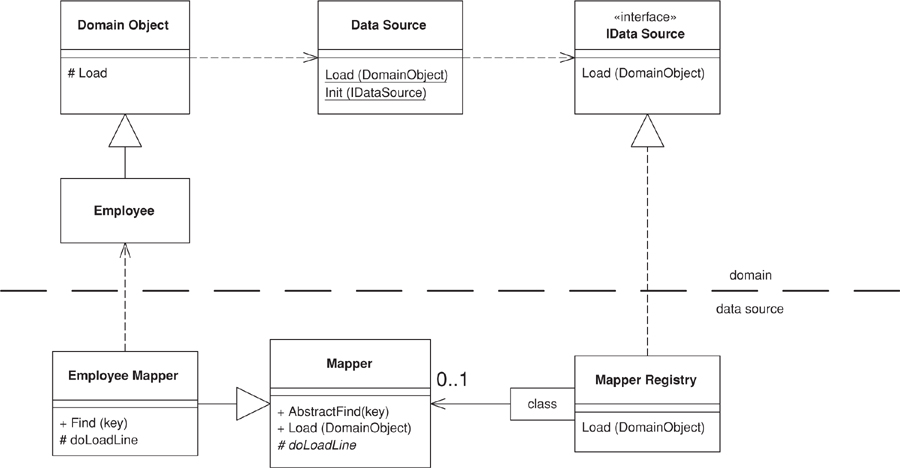 Domain Object
# Load
Data Source
Load (DomainObject)
Init (IDataSource)
«interface»
IData Source
Load (DomainObject)
Employee
domain
data source
Employee Mapper
+ Find (key)
# doLoadLine
Mapper
+ AbstractFind(key)
+ Load (DomainObject)
# doLoadLine
0..1
class
Mapper Registry
Load (DomainObject)